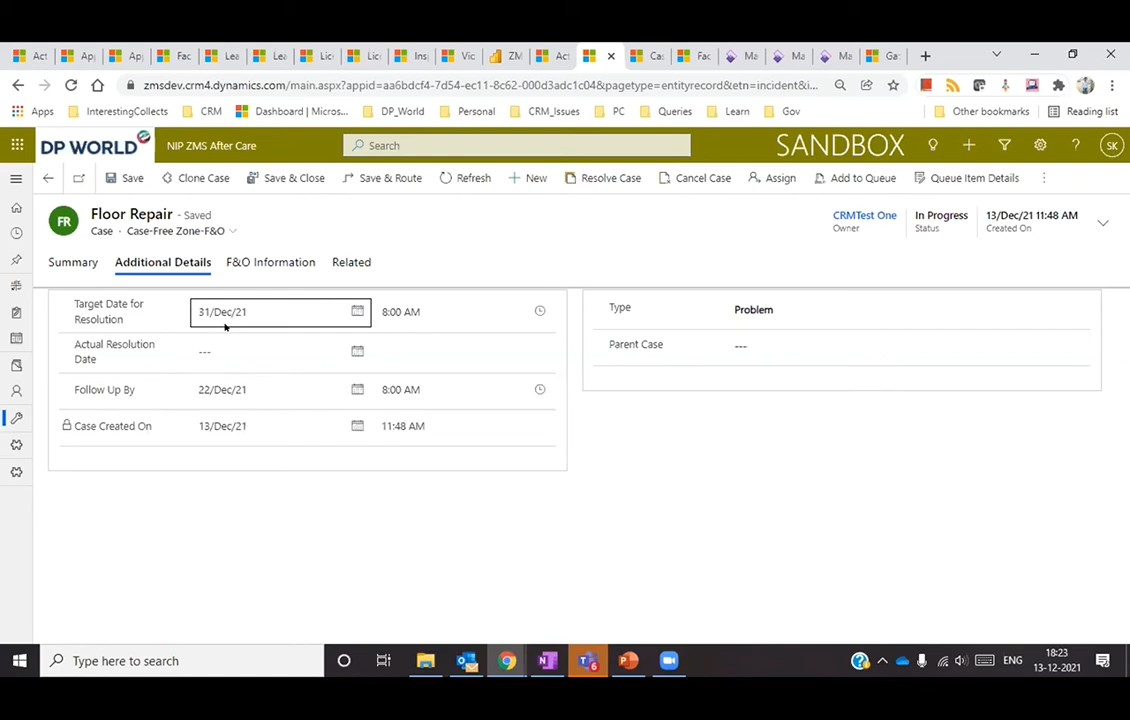 Act
App
App
Fac
Lea
Lea
Lice
Lice
Insp
Vic
ZM
Act
Cas
Fac
Ma
Ma
Ma
Ga
zmsdev.crm4.dynamics.com/main.aspx?appid=aa6bdcf4-7d54-ec11-8c62-000d3adc1c04&pagetype=entityrecord&etn=incident&i...
Apps
InterestingCollects
CRM
Dashboard | Micros...
DP_World
Personal
CRM_Issues
PC
Queries
Learn
Gov
Other bookmarks
Reading list
DP WORLD
NIP ZMS After Care
Search
SANDBOX
SK
Save
Clone Case
Save & Close
Save & Route
Refresh
New
Resolve Case
Cancel Case
Assign
Add to Queue
Queue Item Details
FR
Floor Repair - Saved
Case · Case-Free Zone-F&O
CRMTest One
Owner
In Progress
Status
13/Dec/21 11:48 AM
Created On
Summary
Additional Details
F&O Information
Related
Target Date for
Resolution
31/Dec/21
8:00 AM
Actual Resolution
Date
---
Follow Up By
22/Dec/21
8:00 AM
Case Created On
13/Dec/21
11:48 AM
Type
Problem
Parent Case
---
Type here to search
ENG
18:23
13-12-2021